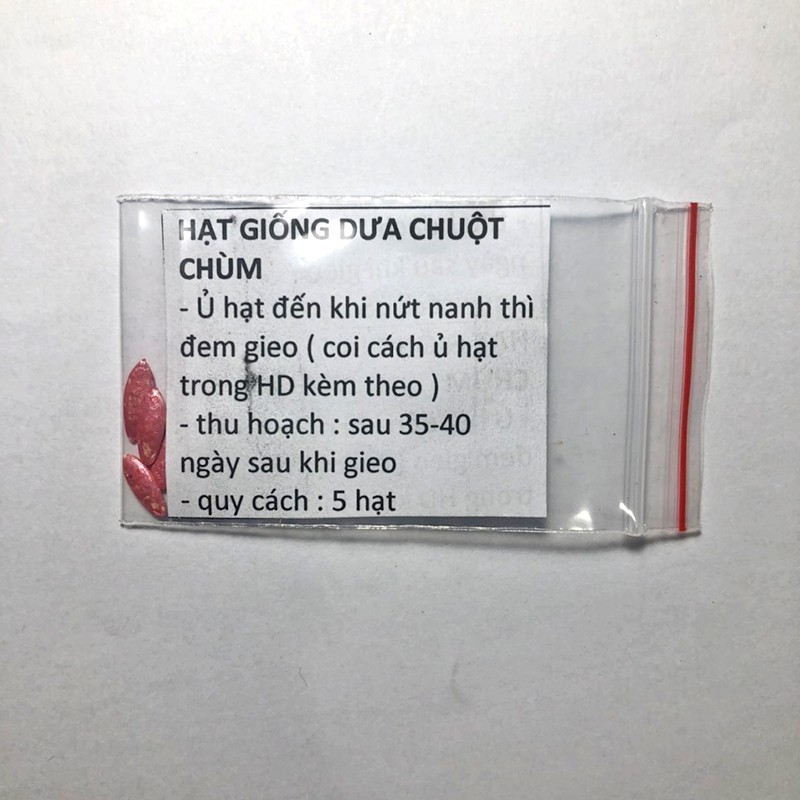 HẠT GIỐNG DƯA CHUỘT
CHÙM
- Ủ hạt đến khi nứt nanh thì
đem gieo ( coi cách ủ hạt
trong HD kèm theo )
- thu hoạch : sau 35-40
ngày sau khi gieo
- quy cách : 5 hạt